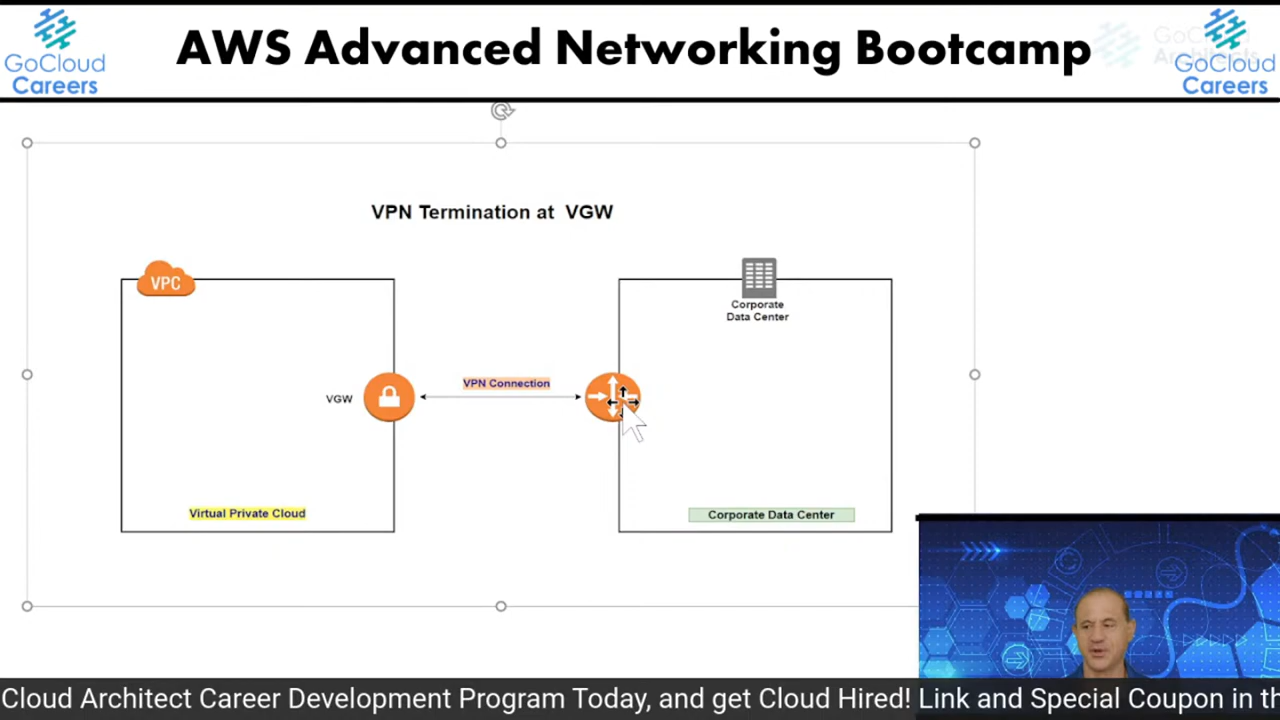 GoCloud
Careers
AWS Advanced Networking Bootcamp
GoCloud
Architects
GoCloud
Careers
VPN Termination at VGW
VPC
Corporate
Data Center
VPN Connection
VGW
Virtual Private Cloud
Corporate Data Center
Cloud Architect Career Development Program Today, and get Cloud Hired! Link and Special Coupon in th